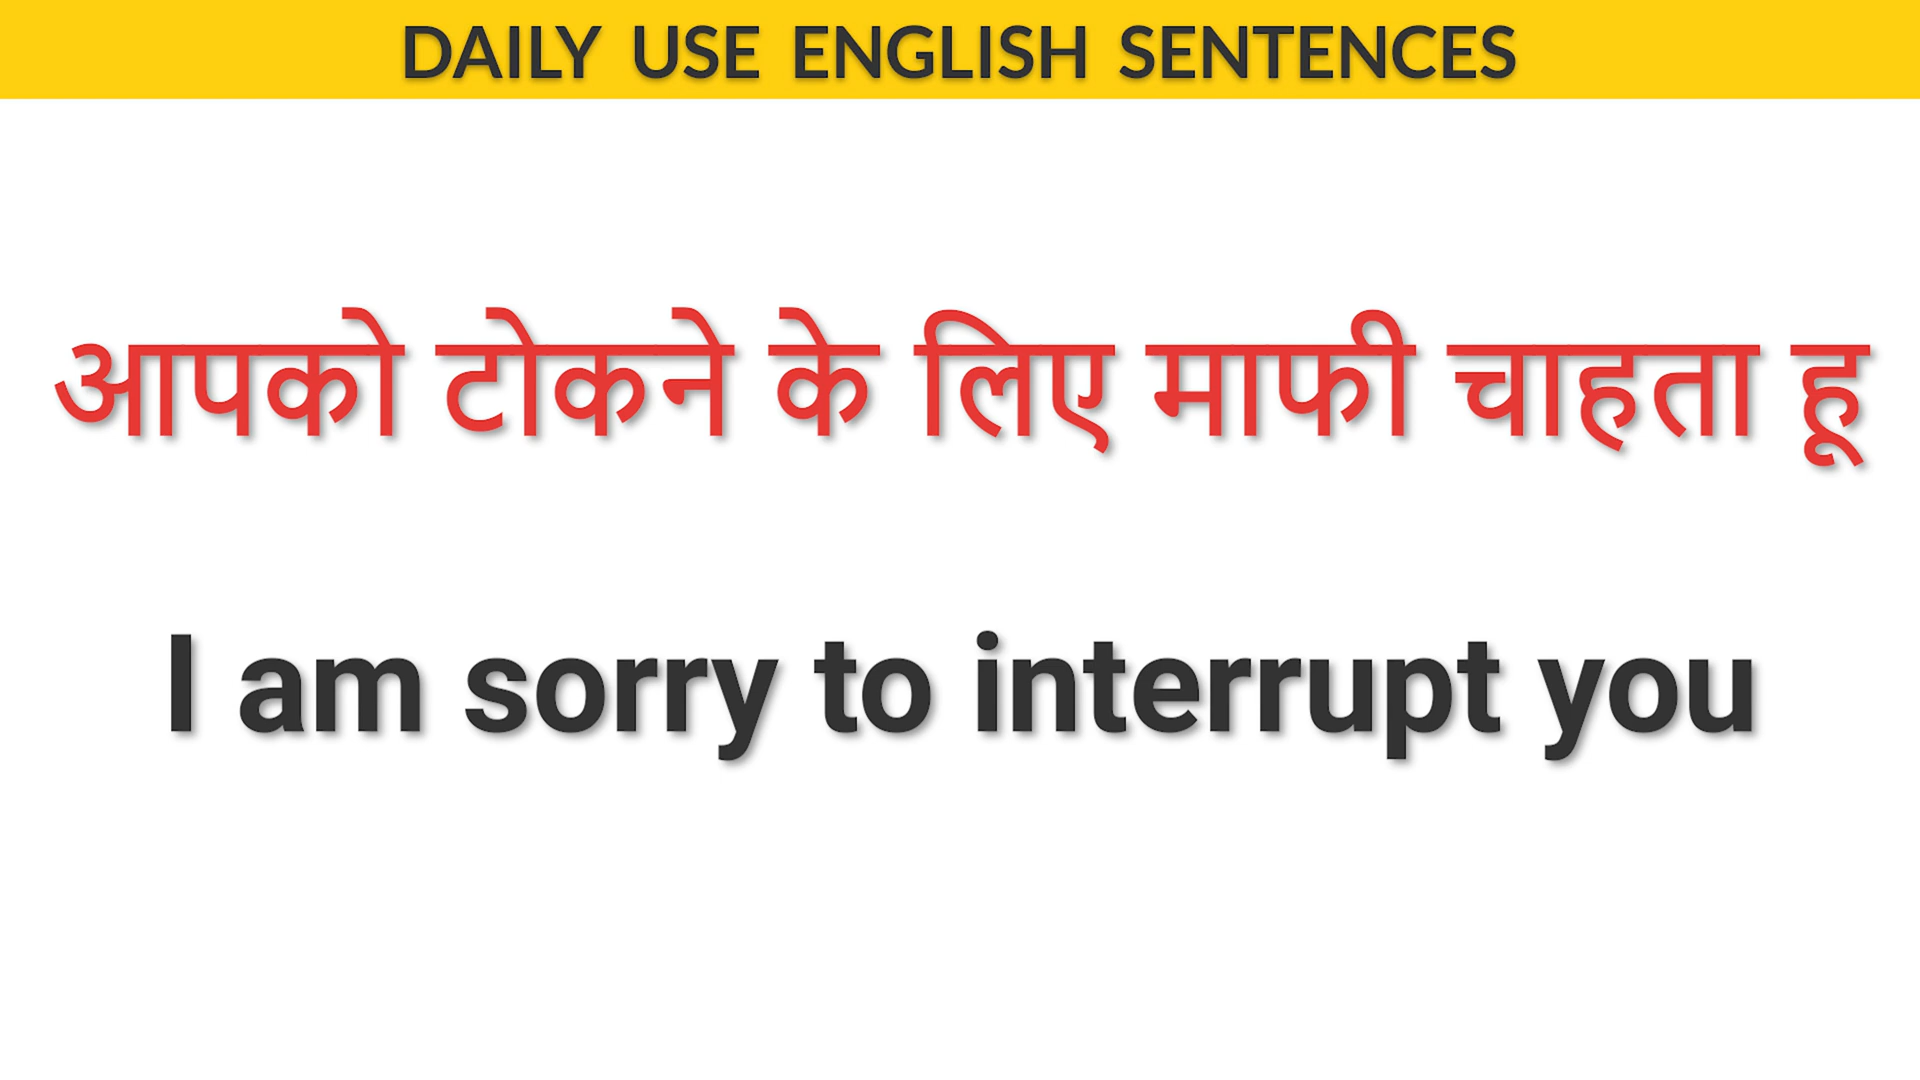 DAILY USE ENGLISH SENTENCES
आपको टोकने के लिए माफी चाहता हू
I am sorry to interrupt you